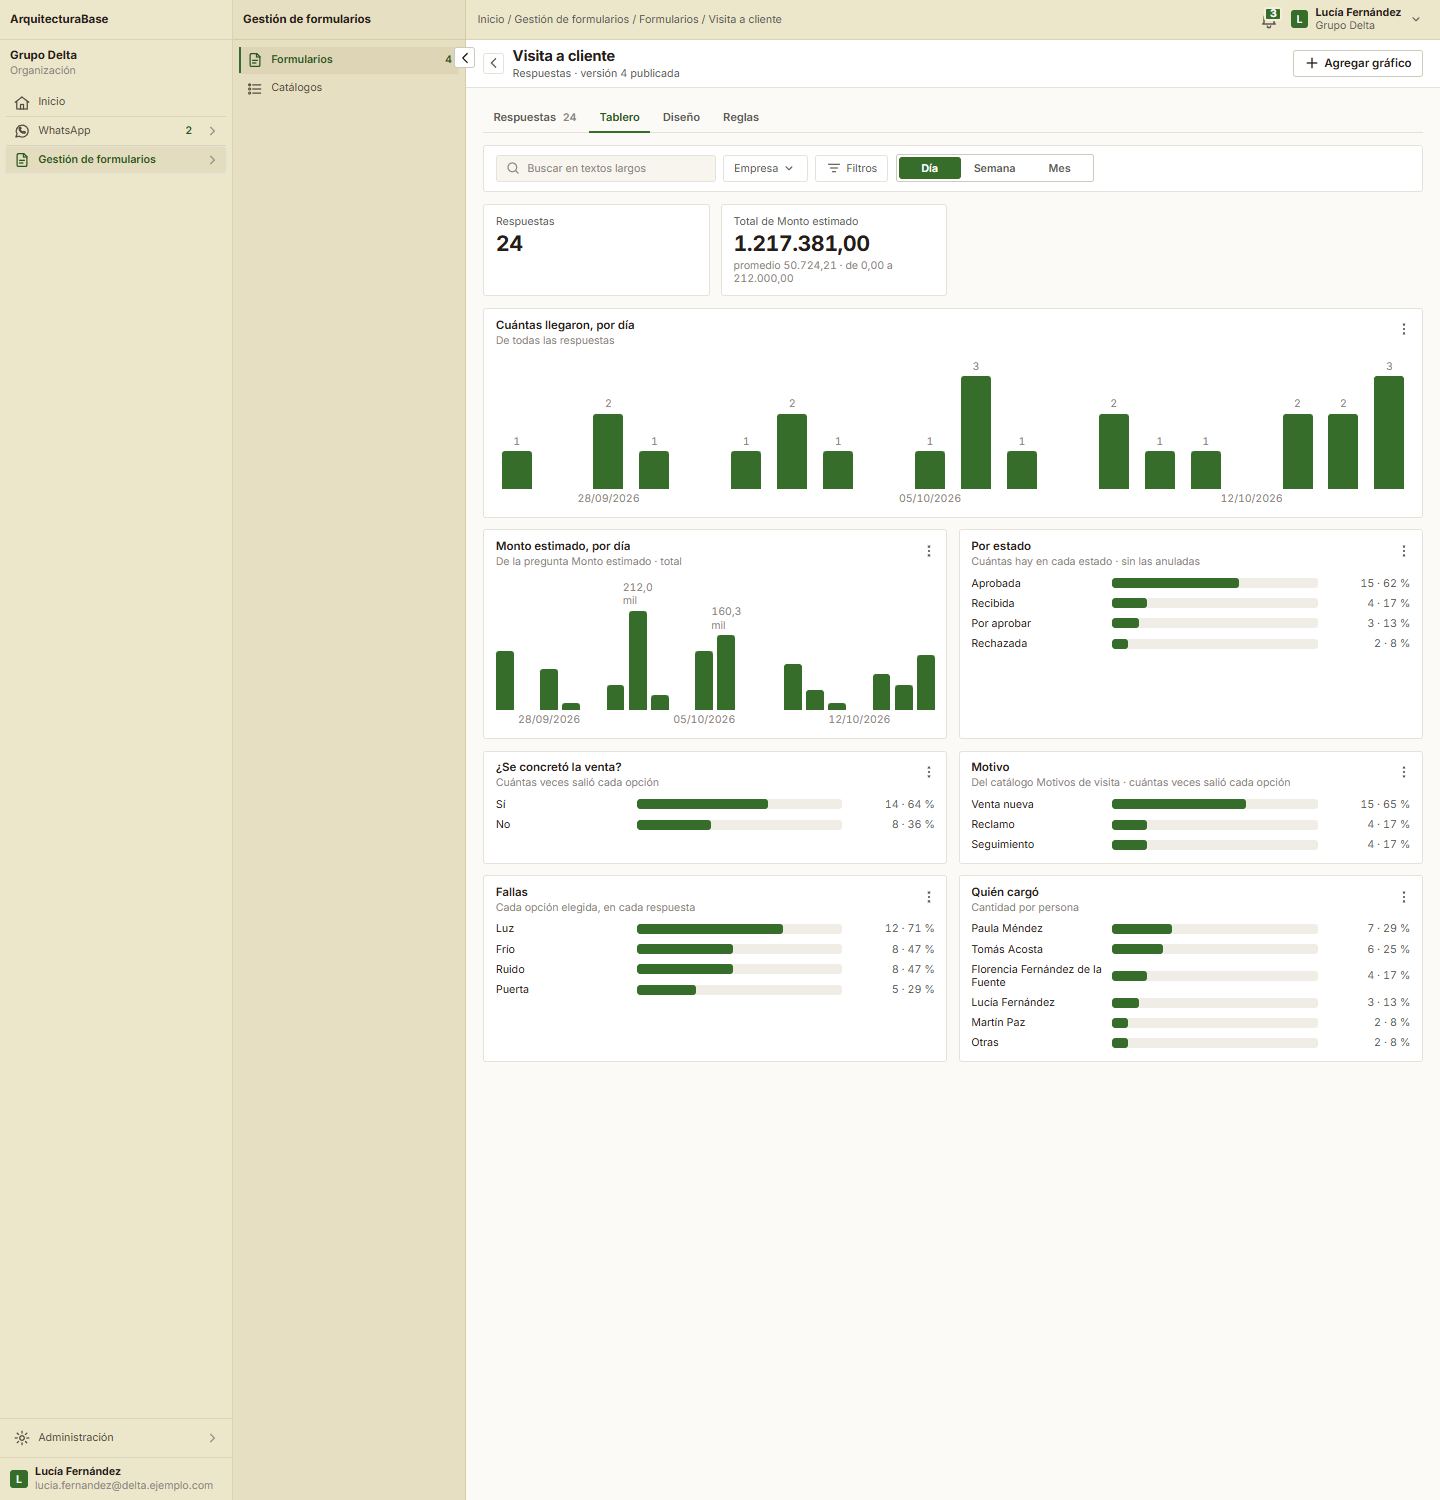 ArquitecturaBase
Gestión de formularios
Inicio / Gestión de formularios / Formularios / Visita a cliente
3
L
Lucía Fernández
Grupo Delta
Grupo Delta
Organización
Inicio
WhatsApp 2
Gestión de formularios
Formularios 4
Catálogos
Visita a cliente
Respuestas · versión 4 publicada
Agregar gráfico
Respuestas 24 Tablero Diseño Reglas
Buscar en textos largos Empresa Filtros Día Semana Mes
Respuestas
24
Total de Monto estimado
1.217.381,00
promedio 50.724,21 · de 0,00 a
212.000,00
Cuántas llegaron, por día
De todas las respuestas
1 2 1 1 2 1 1 3 1 2 1 1 2 2 3
28/09/2026 05/10/2026 12/10/2026
Monto estimado, por día
De la pregunta Monto estimado · total
212,0
mil
160,3
mil
28/09/2026 05/10/2026 12/10/2026
Por estado
Cuántas hay en cada estado · sin las anuladas
Aprobada 15 · 62 %
Recibida 4 · 17 %
Por aprobar 3 · 13 %
Rechazada 2 · 8 %
¿Se concretó la venta?
Cuántas veces salió cada opción
Sí 14 · 64 %
No 8 · 36 %
Motivo
Del catálogo Motivos de visita · cuántas veces salió cada opción
Venta nueva 15 · 65 %
Reclamo 4 · 17 %
Seguimiento 4 · 17 %
Fallas
Cada opción elegida, en cada respuesta
Luz 12 · 71 %
Frío 8 · 47 %
Ruido 8 · 47 %
Puerta 5 · 29 %
Quién cargó
Cantidad por persona
Paula Méndez 7 · 29 %
Tomás Acosta 6 · 25 %
Florencia Fernández de la
Fuente 4 · 17 %
Lucía Fernández 3 · 13 %
Martín Paz 2 · 8 %
Otras 2 · 8 %
Administración
L
Lucía Fernández
lucia.fernandez@delta.ejemplo.com